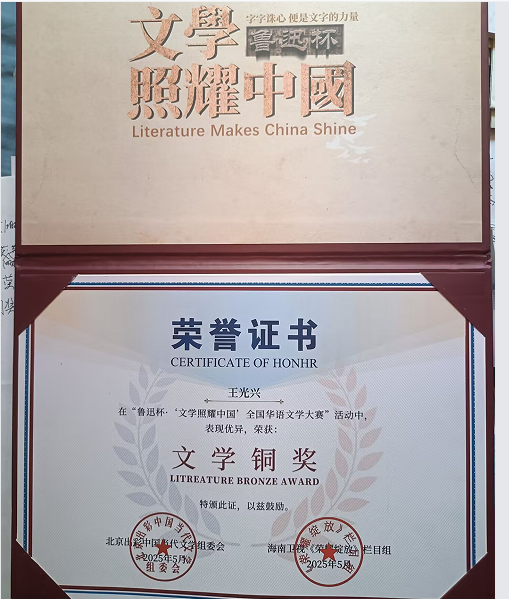 文學
字字诛心 便是文字的力量
鲁迅杯
照耀中國
Literature Makes China Shine
荣誉证书
CERTIFICATE OF HONHR
王光兴
在“鲁迅杯·‘文学照耀中国’全国华语文学大赛”活动中，
表现优异，荣获：
文学铜奖
LITREATURE BRONZE AWARD
特颁此证，以兹鼓励。
北京出彩中国当代文学组委会
2025年5月
组委会
海南卫视《荣耀绽放》栏目组
2025年5月